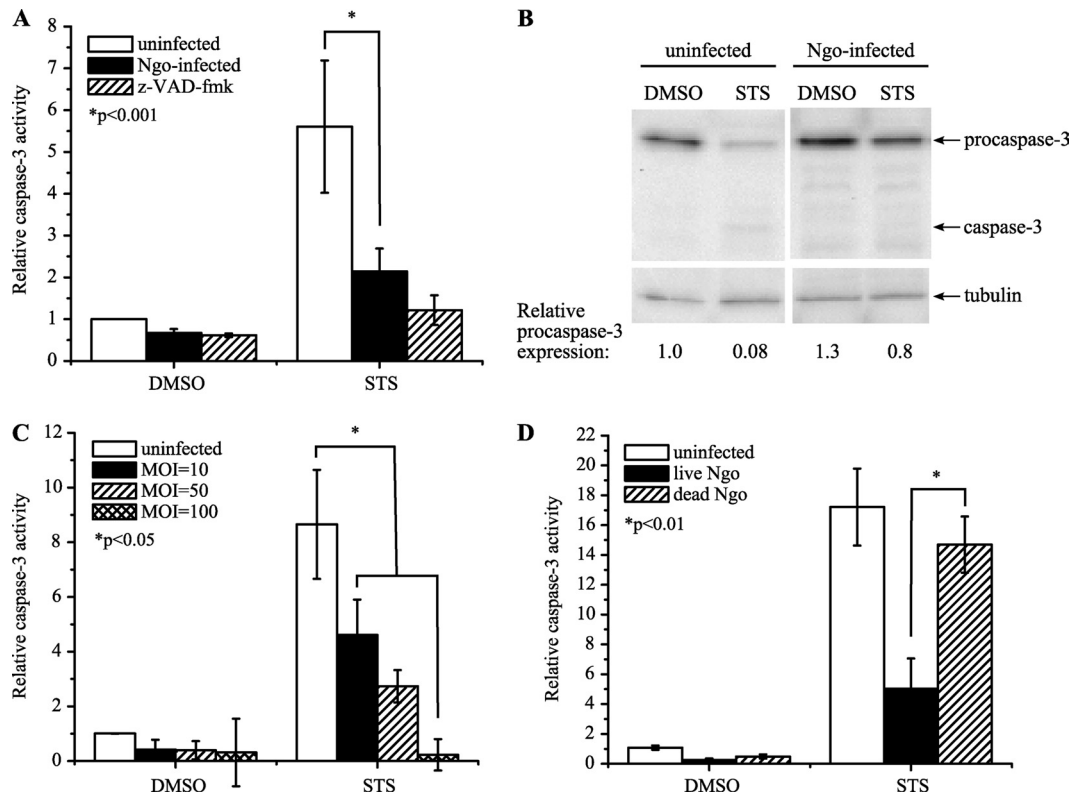 A
Relative caspase-3 activity
8
7
6
5
4
3
2
1
0
uninfected
Ngo-infected
z-VAD-fmk
*p<0.001
*
DMSO STS
B
uninfected Ngo-infected
DMSO STS DMSO STS
procaspase-3
caspase-3
tubulin
Relative
procaspase-3
expression: 1.0 0.08 1.3 0.8
C
Relative caspase-3 activity
12
10
8
6
4
2
0
uninfected
MOI=10
MOI=50
MOI=100
*p<0.05
*
DMSO STS
D
Relative caspase-3 activity
22
20
18
16
14
12
10
8
6
4
2
0
uninfected
live Ngo
dead Ngo
*p<0.01
*
DMSO STS